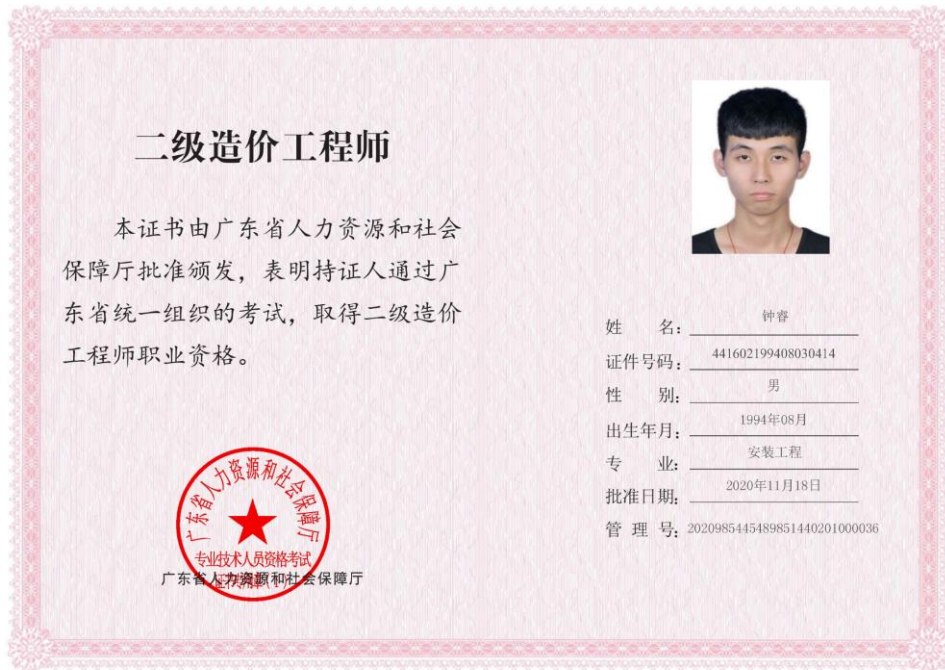 二级造价工程师
本证书由广东省人力资源和社会
保障厅批准颁发，表明持证人通过广
东省统一组织的考试，取得二级造价
工程师职业资格。
广东省人力资源和社会保障厅
专业技术人员资格考试
广东省人力资源和社会保障厅
姓 名：钟睿
证件号码：441602199408030414
性 别：男
出生年月：1994年08月
专 业：安装工程
批准日期：2020年11月18日
管 理 号：2020985445489851440201000036